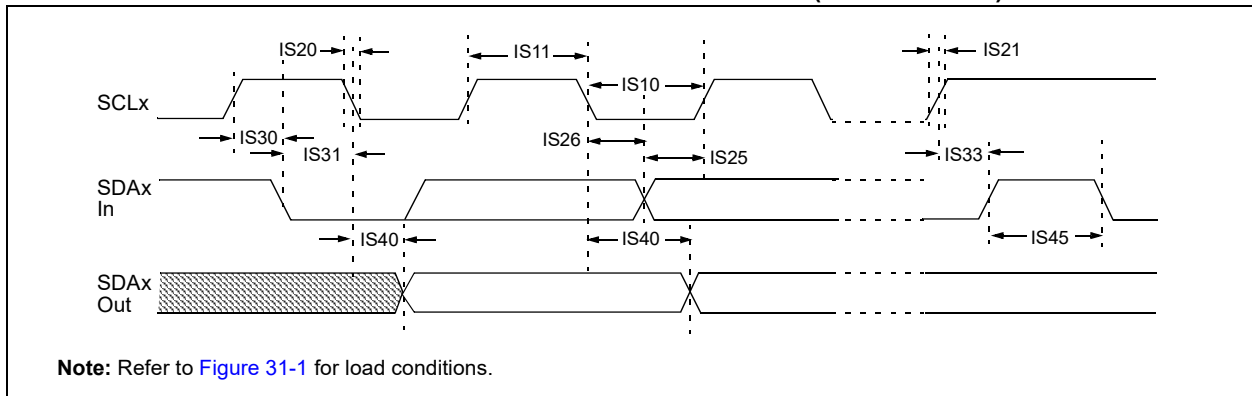 IS20
IS11
IS21
IS10
SCLx
IS30
IS26
IS31
IS25
IS33
SDAx
In
IS40
IS40
IS45
SDAx
Out
Note: Refer to Figure 31-1 for load conditions.